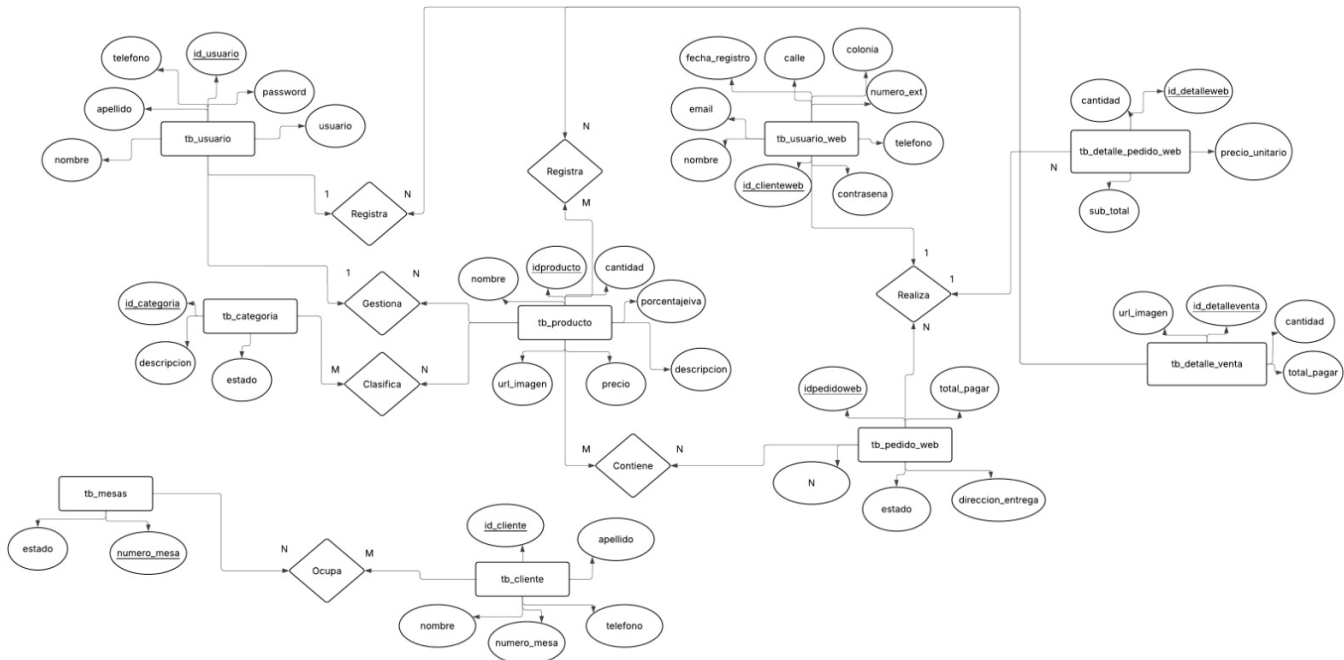 colonia
telefono
id_usuario
fecha_registro
calle
password
numero_ext
cantidad
id_detalleweb
apellido
email
usuario
tb_usuario
N
tb_usuario_web
telefono
tb_detalle_pedido_web
precio_unitario
nombre
nombre
Registra
N
id_clienteweb
contrasena
1
N
M
sub_total
Registra
1
1
N
idproducto
cantidad
1
nombre
id_categoria
Gestiona
porcentajeiva
Realiza
id_detalleventa
url_imagen
cantidad
tb_categoria
tb_producto
N
descripcion
M
N
tb_detalle_venta
descripcion
estado
Clasifica
url_imagen
precio
total_pagar
idpedidoweb
total_pagar
M
N
tb_pedido_web
Contiene
N
direccion_entrega
tb_mesas
estado
id_cliente
apellido
estado
numero_mesa
N
M
Ocupa
tb_cliente
nombre
telefono
numero_mesa